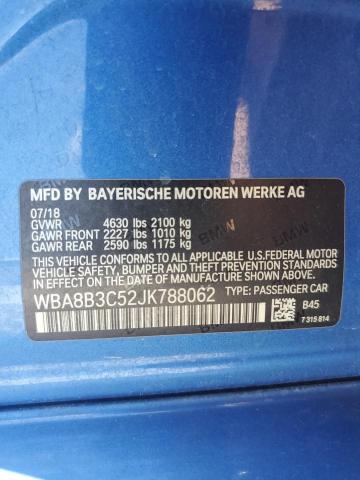 MFD BY BAYERISCHE MOTOREN WERKE AG
07/18
GVWR 4630 lbs 2100 kg
GAWR FRONT 2227 lbs 1010 kg
GAWR REAR 2590 lbs 1175 kg
THIS VEHICLE CONFORMS TO ALL APPLICABLE
U.S.FEDERAL MOTOR VEHICLE SAFETY,
BUMPER, AND THEFT PREVENTION STANDARDS IN EFFECT
ON THE DATE OF MANUFACTURE SHOWN ABOVE.
WBA8B3C52JK788062 TYPE: PASSENGER CAR
B45
7 315 814